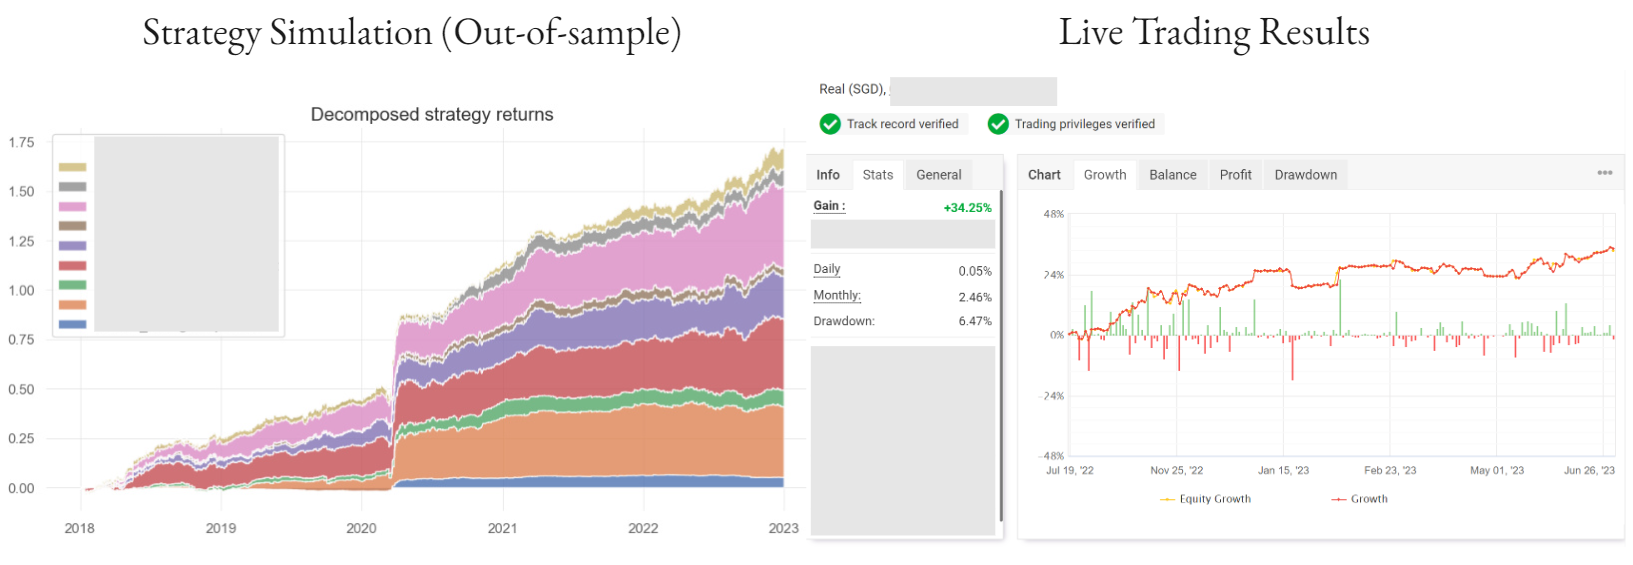 Strategy Simulation (Out-of-sample)
Decomposed strategy returns
1.75
1.50
1.25
1.00
0.75
0.50
0.25
0.00
2018 2019 2020 2021 2022 2023
Live Trading Results
Real (SGD),
Track record verified Trading privileges verified
Info Stats General
Gain : +34.25%
Daily 0.05%
Monthly: 2.46%
Drawdown: 6.47%
Chart Growth Balance Profit Drawdown
48%
24%
0%
-24%
-48%
Jul 19, '22 Nov 25, '22 Jan 15, '23 Feb 23, '23 May 01, '23 Jun 26, '23
Equity Growth Growth